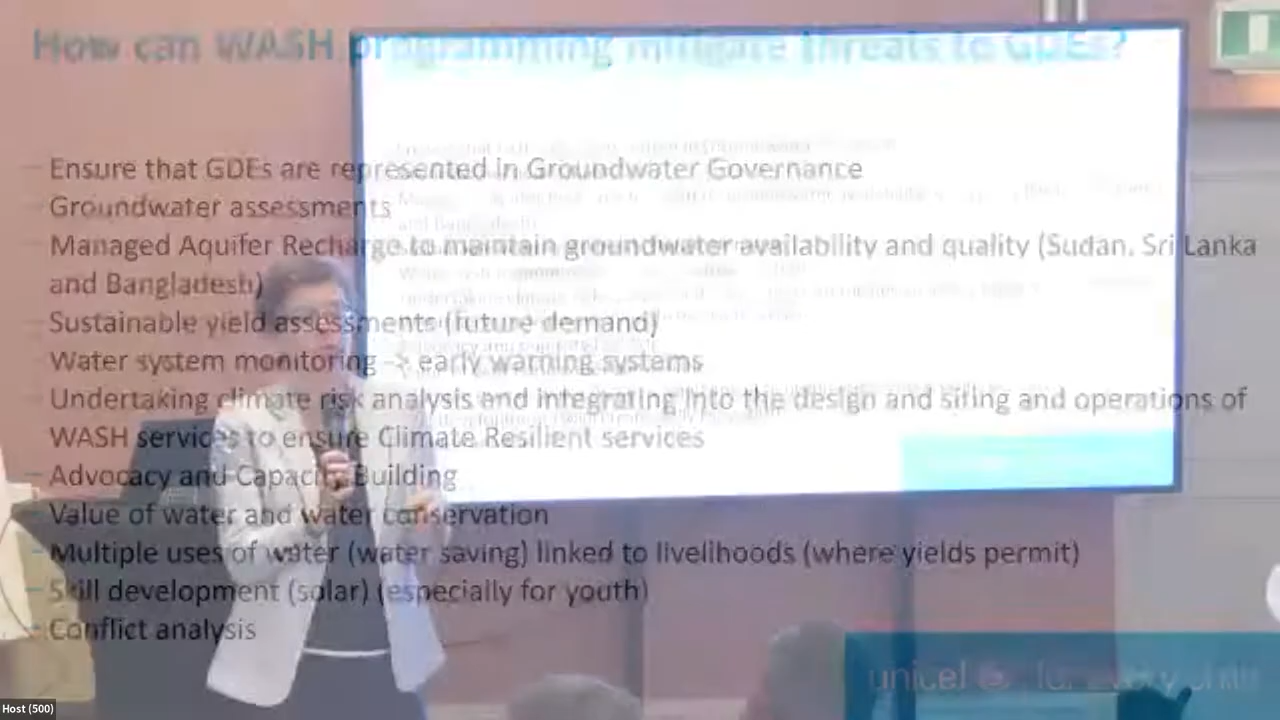 How can WASH programming mitigate threats to GDEs?
– Ensure that GDEs are represented in Groundwater Governance
– Groundwater assessments
– Managed Aquifer Recharge to maintain groundwater availability and quality (Sudan, Sri Lanka
and Bangladesh)
– Sustainable yield assessments (future demand)
– Water system monitoring -> early warning systems
– Undertaking climate risk analysis and integrating into the design and siting and operations of
WASH services to ensure Climate Resilient services
– Advocacy and Capacity Building
– Value of water and water conservation
– Multiple uses of water (water saving) linked to livelihoods (where yields permit)
– Skill development (solar) (especially for youth)
– Conflict analysis
unicef for every child
Host (500)